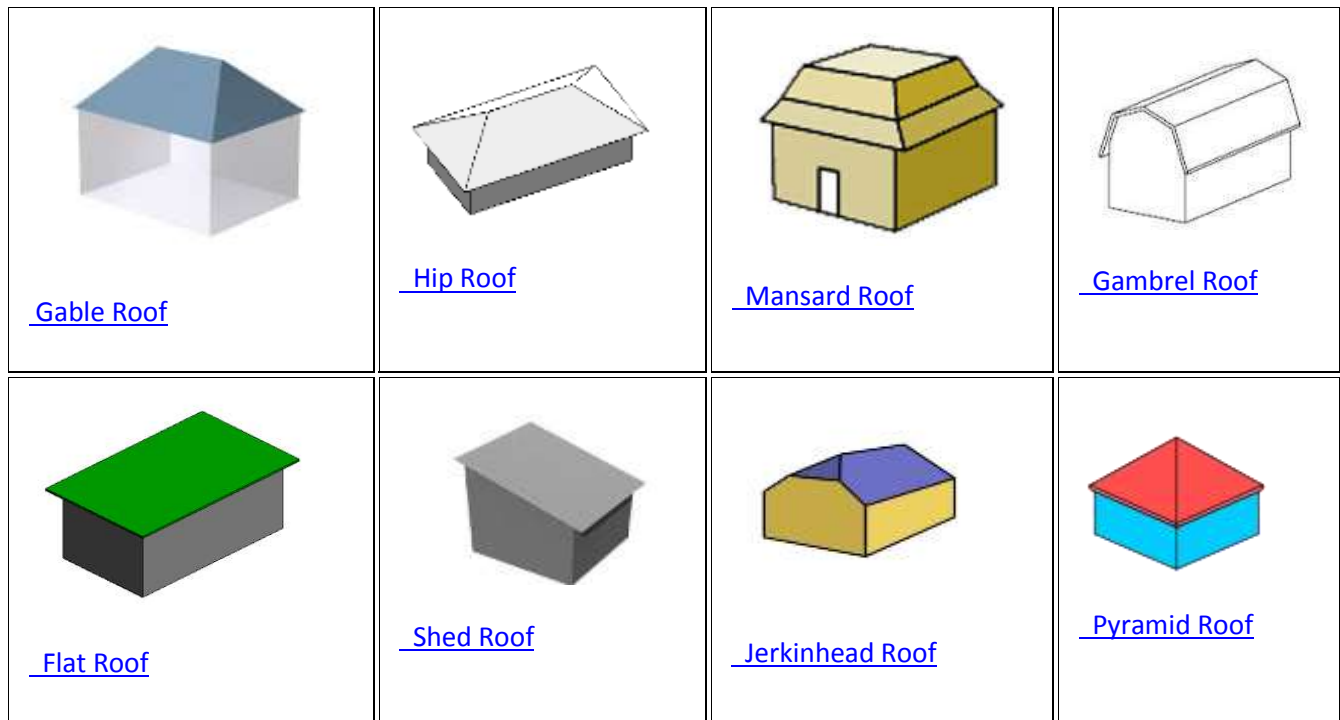 Gable Roof
Hip Roof
Mansard Roof
Gambrel Roof
Flat Roof
Shed Roof
Jerkinhead Roof
Pyramid Roof